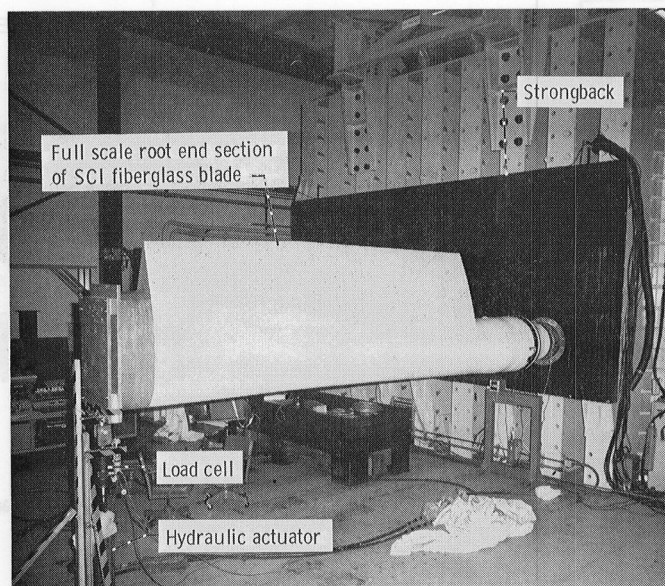 Strongback
Full scale root end section
of SCI fiberglass blade
Load cell
Hydraulic actuator